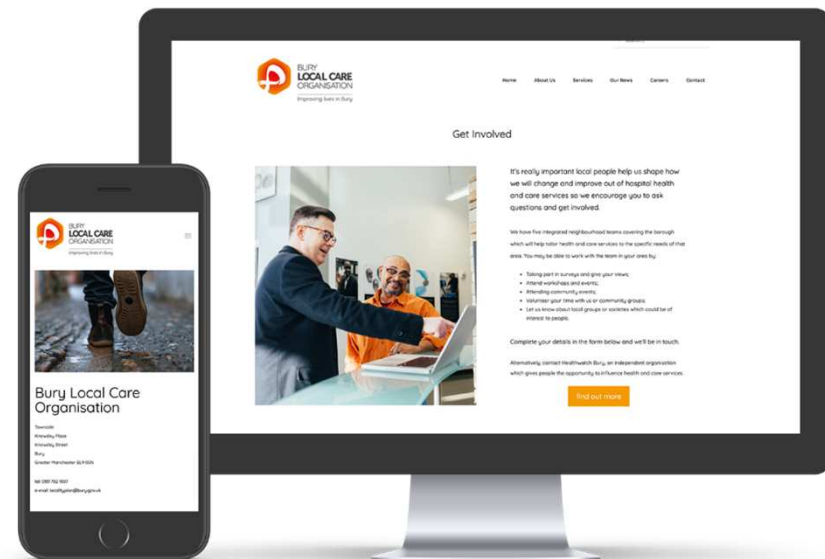 BURY
LOCAL CARE
ORGANISATION
Improving lives in Bury
Home About Us Services Our News Careers Contact
Get Involved
It's really important local people help us shape how
we will change and improve out of hospital health
and care services so we encourage you to ask
questions and get involved.
We have five integrated neighbourhood teams covering the borough
which will help tailor health and care services to the specific needs of that
area. You may be able to work with the team in your area by:
Taking part in surveys and give your views;
Attend workshops and events;
Attending community events;
Volunteer your time with us or community groups;
Let us know about local groups or societies which could be of
interest to people.
Complete your details in the form below and we'll be in touch.
Alternatively, contact Healthwatch Bury, an independent organisation
which gives people the opportunity to influence health and care services.
find out more
BURY
LOCAL CARE
ORGANISATION
Improving lives in Bury
Bury Local Care
Organisation
Townside
Knowsley Place
Knowsley Street
Bury
Greater Manchester